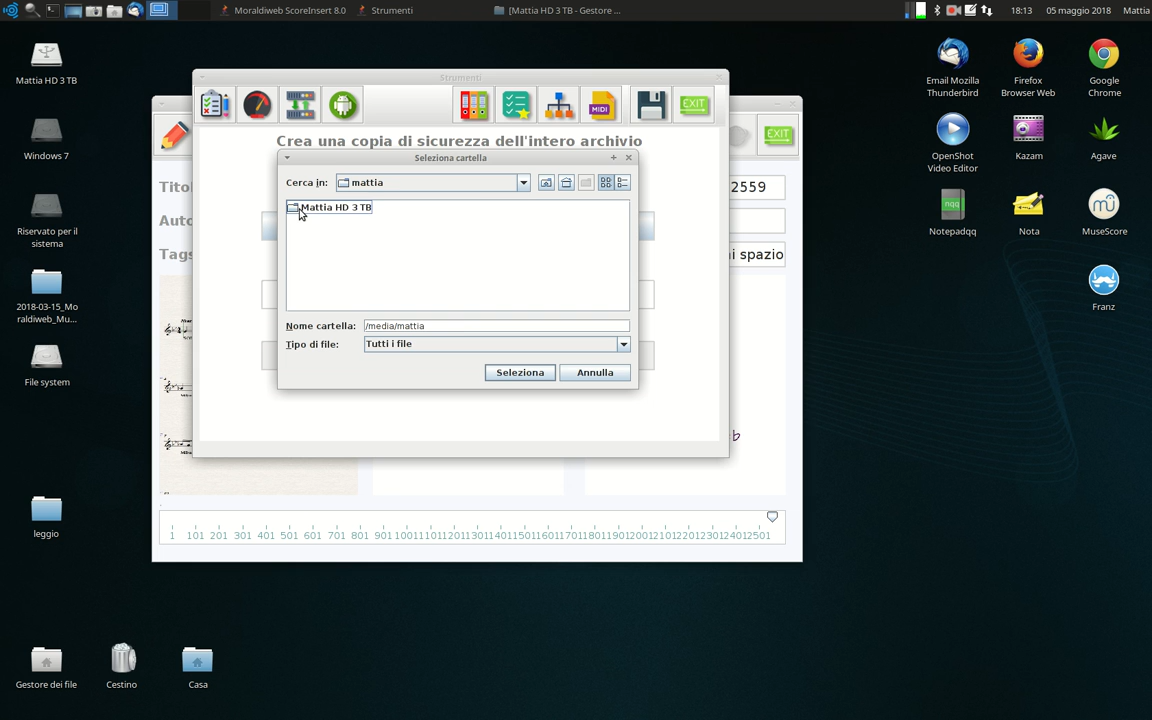 Moraldiweb ScoreInsert 8.0
Strumenti
[Mattia HD 3 TB - Gestore ...
18:13
05 maggio 2018
Mattia
Mattia HD 3 TB
Windows 7
Riservato per il
sistema
2018-03-15_Mo
raldiweb_Mu...
File system
leggio
Gestore dei file
Cestino
Casa
Email Mozilla
Thunderbird
Firefox
Browser Web
Google
Chrome
OpenShot
Video Editor
Kazam
Agave
nqq
Notepadqq
Nota
mu
MuseScore
Franz
Strumenti
MIDI
EXIT
EXIT
Crea una copia di sicurezza dell'intero archivio
Seleziona cartella
Cerca in:
mattia
Mattia HD 3 TB
Nome cartella:
/media/mattia
Tipo di file:
Tutti i file
Seleziona
Annulla
Tito
2559
Auto
Tags
ni spazio
1 101 201 301 401 501 601 701 801 901 1001 1101 1201 1301 1401 1501 1601 1701 1801 1901 2001 2101 2201 2301 2401 2501